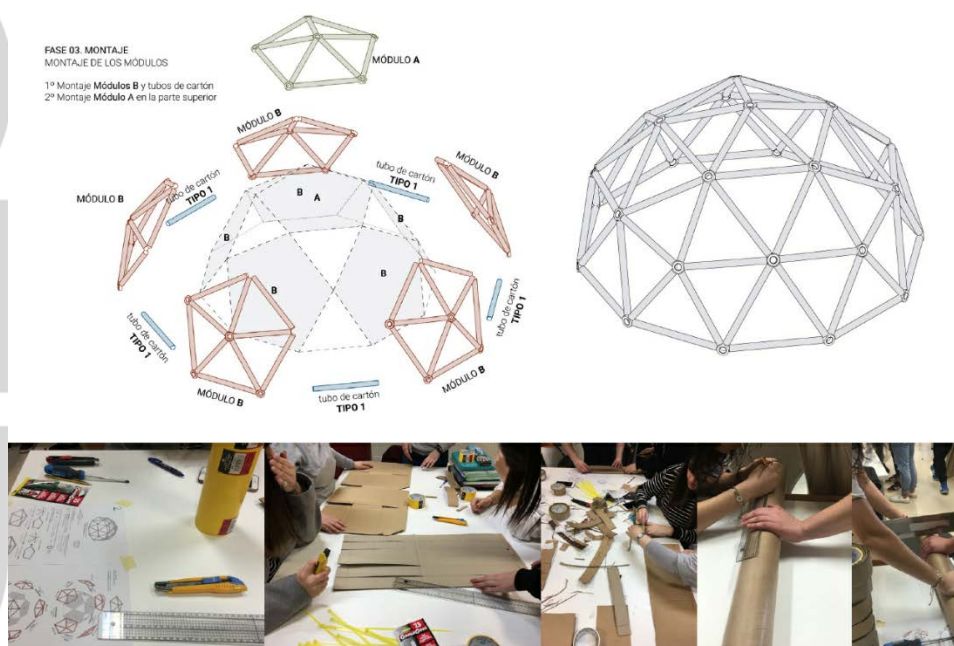 FASE 03. MONTAJE
MONTAJE DE LOS MÓDULOS
1º Montaje Módulos B y tubos de cartón
2º Montaje Módulo A en la parte superior
MÓDULO A
MÓDULO B
tubo de cartón
TIPO 1
MÓDULO B
MÓDULO B
tubo de cartón
TIPO 1
B
A
B
B
B
B
tubo de cartón
TIPO 1
tubo de cartón
TIPO 1
MÓDULO B
MÓDULO B
tubo de cartón
TIPO 1